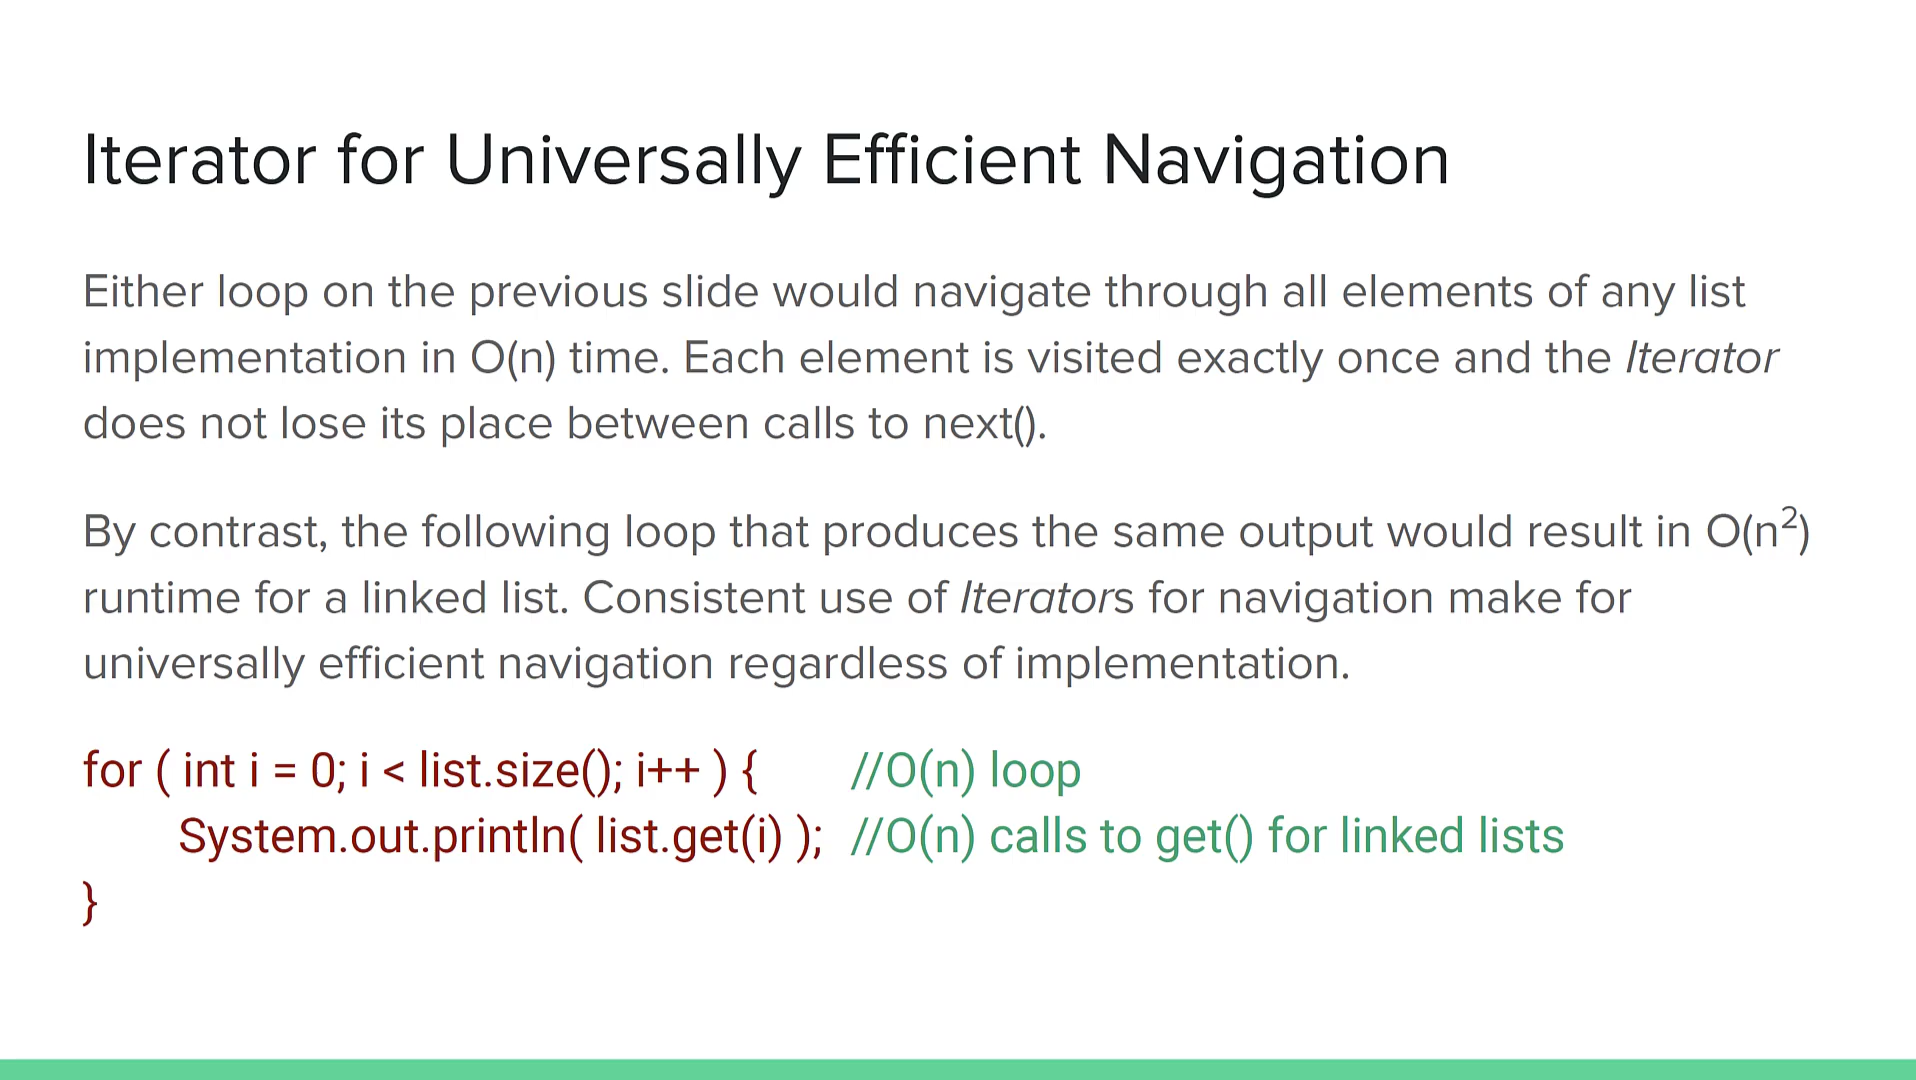 Iterator for Universally Efficient Navigation
Either loop on the previous slide would navigate through all elements of any list
implementation in O(n) time. Each element is visited exactly once and the Iterator
does not lose its place between calls to next().
By contrast, the following loop that produces the same output would result in O(n²)
runtime for a linked list. Consistent use of Iterators for navigation make for
universally efficient navigation regardless of implementation.
for ( int i = 0; i < list.size(); i++ ) { //O(n) loop
System.out.println( list.get(i) ); //O(n) calls to get() for linked lists
}